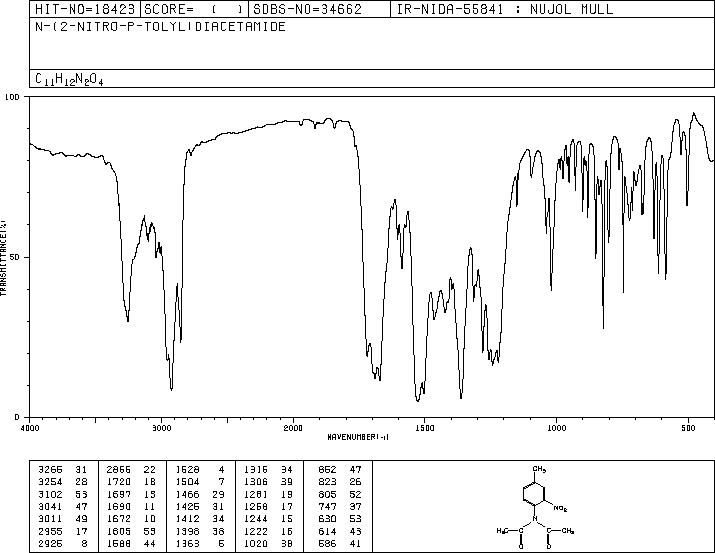 HIT-NO=18423 SCORE= ( ) SDBS-NO=34662 IR-NIDA-55841 : NUJOL MULL
N-(2-NITRO-P-TOLYL)DIACETAMIDE
C11H12N2O4
100
50
0
TRANSMITTANCE(%)
4000 3000 2000 1500 1000 500
WAVENUMBER(-1)
3265 31 2855 22 1528 4 1315 34 852 47
3254 28 1720 18 1504 7 1306 39 823 26
3102 53 1697 13 1466 29 1281 19 805 52
3041 47 1690 11 1425 31 1258 17 747 37
3011 49 1672 10 1412 34 1244 15 630 53
2955 17 1605 53 1398 38 1222 16 614 43
2925 8 1588 44 1363 5 1020 38 586 41
CH3
NO2
N
H3C C C CH3
O O